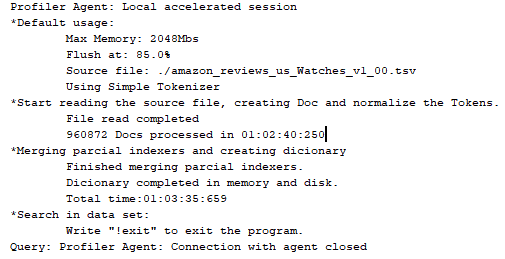 Profiler Agent: Local accelerated session
*Default usage:
Max Memory: 2048Mbs
Flush at: 85.0%
Source file: ./amazon_reviews_us_Watches_v1_00.tsv
Using Simple Tokenizer
*Start reading the source file, creating Doc and normalize the Tokens.
File read completed
960872 Docs processed in 01:02:40:250
*Merging parcial indexers and creating dicionary
Finished merging parcial indexers.
Dicionary completed in memory and disk.
Total time:01:03:35:659
*Search in data set:
Write "!exit" to exit the program.
Query: Profiler Agent: Connection with agent closed